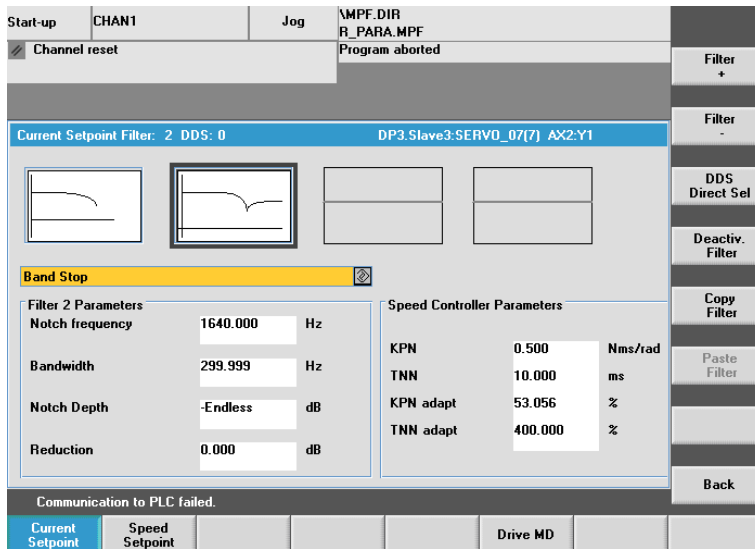 Start-up
CHAN1
Jog
\MPF.DIR
R_PARA.MPF
Channel reset
Program aborted
Filter
+
Filter
-
DDS
Direct Sel
Deactiv.
Filter
Copy
Filter
Paste
Filter
Back
Current Setpoint Filter: 2 DDS: 0
DP3.Slave3:SERVO_07(7) AX2:Y1
Band Stop
Filter 2 Parameters
Notch frequency 1640.000 Hz
Bandwidth 299.999 Hz
Notch Depth -Endless dB
Reduction 0.000 dB
Speed Controller Parameters
KPN 0.500 Nms/rad
TNN 10.000 ms
KPN adapt 53.056 %
TNN adapt 400.000 %
Communication to PLC failed.
Current
Setpoint
Speed
Setpoint
Drive MD